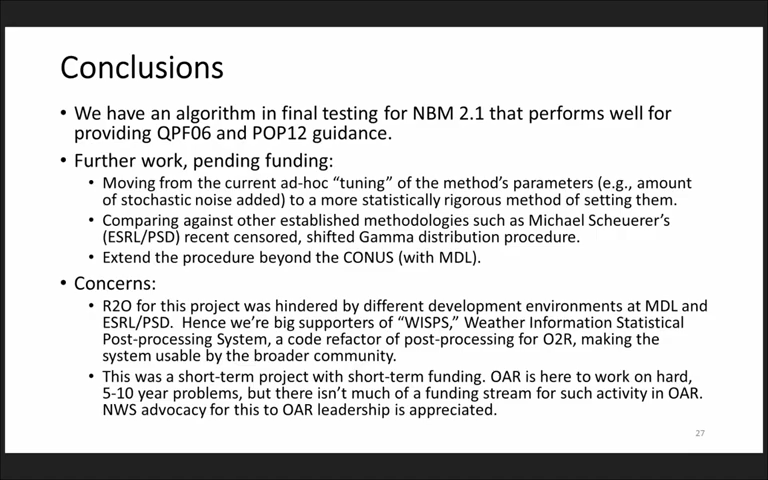 Conclusions
• We have an algorithm in final testing for NBM 2.1 that performs well for
providing QPF06 and POP12 guidance.
• Further work, pending funding:
• Moving from the current ad-hoc “tuning” of the method’s parameters (e.g., amount
of stochastic noise added) to a more statistically rigorous method of setting them.
• Comparing against other established methodologies such as Michael Scheuerer’s
(ESRL/PSD) recent censored, shifted Gamma distribution procedure.
• Extend the procedure beyond the CONUS (with MDL).
• Concerns:
• R2O for this project was hindered by different development environments at MDL and
ESRL/PSD. Hence we’re big supporters of “WISPS,” Weather Information Statistical
Post-processing System, a code refactor of post-processing for O2R, making the
system usable by the broader community.
• This was a short-term project with short-term funding. OAR is here to work on hard,
5-10 year problems, but there isn’t much of a funding stream for such activity in OAR.
NWS advocacy for this to OAR leadership is appreciated.
27